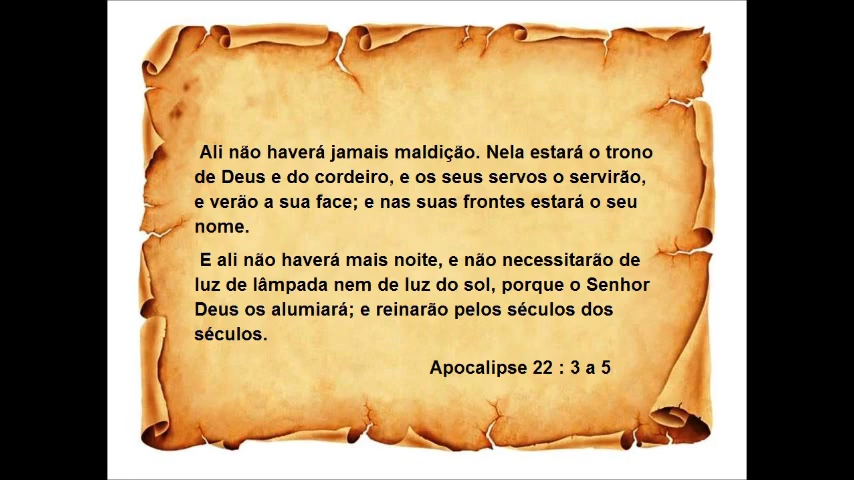 Ali não haverá jamais maldição. Nela estará o trono
de Deus e do cordeiro, e os seus servos o servirão,
e verão a sua face; e nas suas frontes estará o seu
nome.
E ali não haverá mais noite, e não necessitarão de
luz de lâmpada nem de luz do sol, porque o Senhor
Deus os alumiará; e reinarão pelos séculos dos
séculos.
Apocalipse 22 : 3 a 5